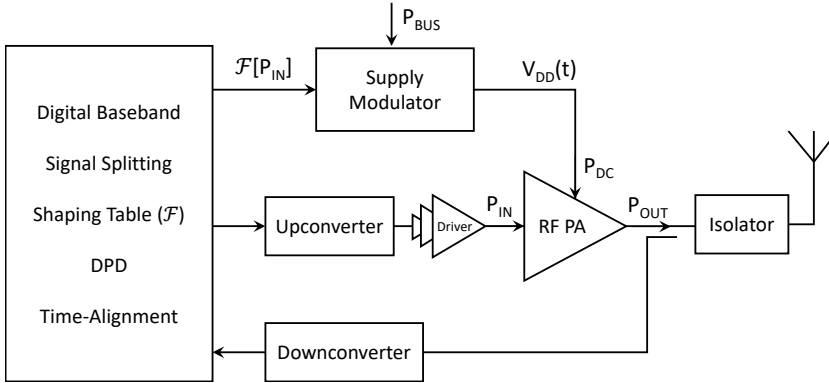 P_BUS
ℱ[P_IN]
Supply
Modulator
V_DD(t)
Digital Baseband
Signal Splitting
Shaping Table (ℱ)
DPD
Time-Alignment
P_DC
Upconverter
Driver
P_IN
RF PA
P_OUT
Isolator
Downconverter